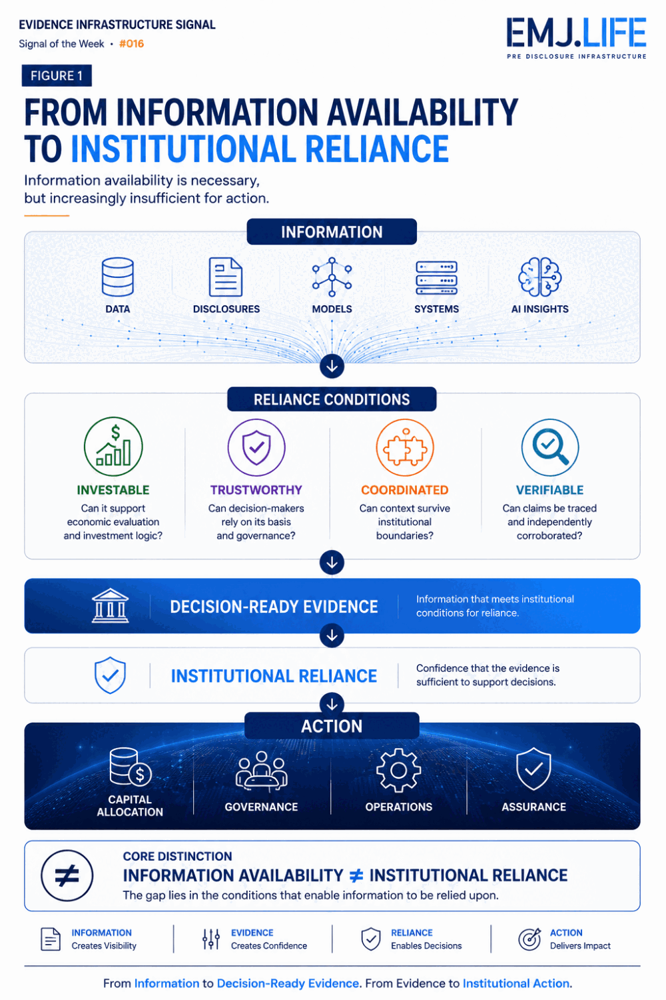 EVIDENCE INFRASTRUCTURE SIGNAL
Signal of the Week • #016
EMJ.LIFE
PRE DISCLOSURE INFRASTRUCTURE
FIGURE 1
FROM INFORMATION AVAILABILITY
TO INSTITUTIONAL RELIANCE
Information availability is necessary,
but increasingly insufficient for action.
INFORMATION
DATA
DISCLOSURES
MODELS
SYSTEMS
AI INSIGHTS
RELIANCE CONDITIONS
INVESTABLE
Can it support
economic evaluation
and investment logic?
TRUSTWORTHY
Can decision-makers
rely on its basis
and governance?
COORDINATED
Can context survive
institutional
boundaries?
VERIFIABLE
Can claims be traced
and independently
corroborated?
DECISION-READY EVIDENCE
Information that meets institutional
conditions for reliance.
INSTITUTIONAL RELIANCE
Confidence that the evidence is
sufficient to support decisions.
ACTION
CAPITAL
ALLOCATION
GOVERNANCE
OPERATIONS
ASSURANCE
CORE DISTINCTION
INFORMATION AVAILABILITY ≠ INSTITUTIONAL RELIANCE
The gap lies in the conditions that enable information to be relied upon.
INFORMATION
Creates Visibility
EVIDENCE
Creates Confidence
RELIANCE
Enables Decisions
ACTION
Delivers Impact
From Information to Decision-Ready Evidence. From Evidence to Institutional Action.